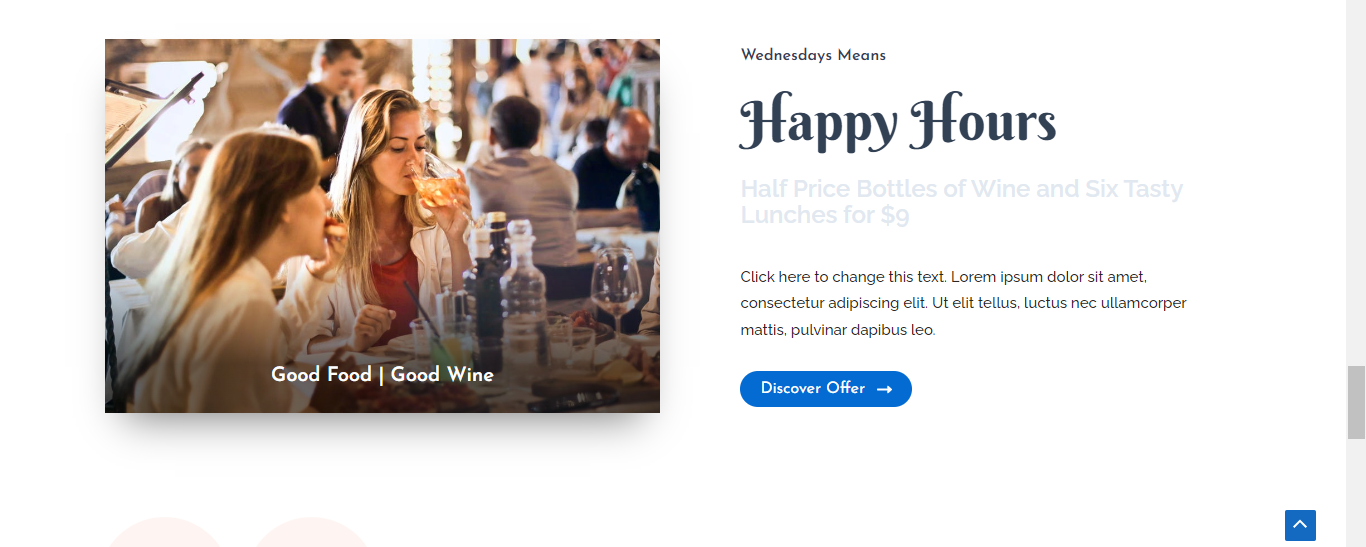 Wednesdays Means
Happy Hours
Half Price Bottles of Wine and Six Tasty
Lunches for $9
Click here to change this text. Lorem ipsum dolor sit amet,
consectetur adipiscing elit. Ut elit tellus, luctus nec ullamcorper
mattis, pulvinar dapibus leo.
Good Food | Good Wine
Discover Offer →